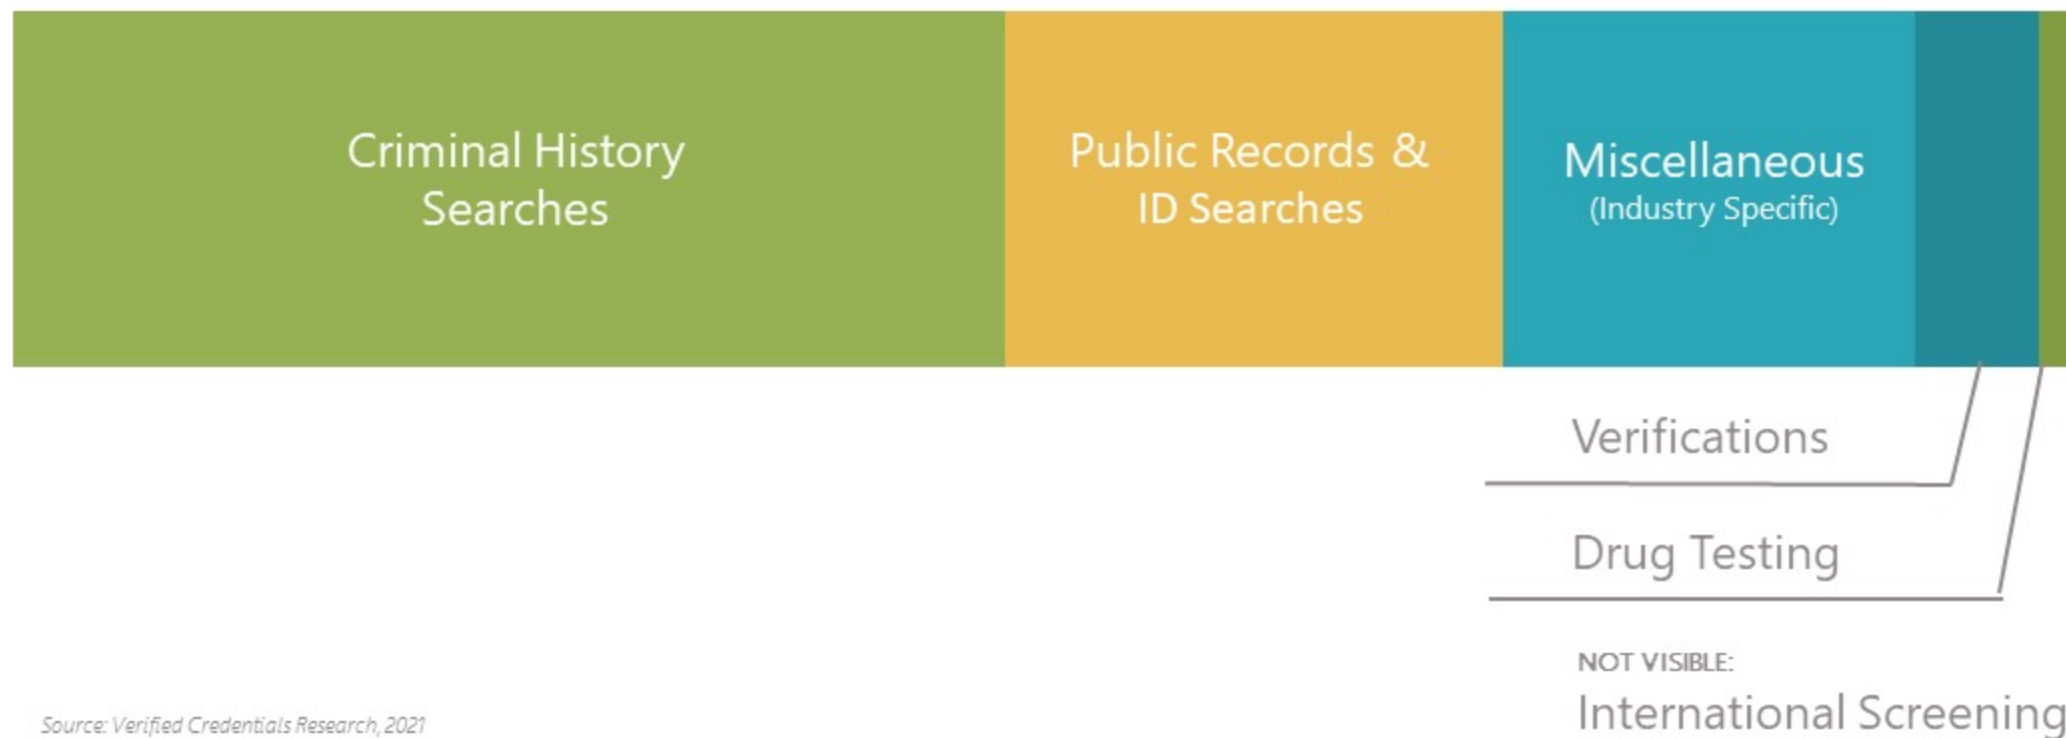 Criminal History
Searches
Public Records &
ID Searches
Miscellaneous
(Industry Specific)
Verifications
Drug Testing
NOT VISIBLE:
International Screening
Source: Verified Credentials Research, 2021